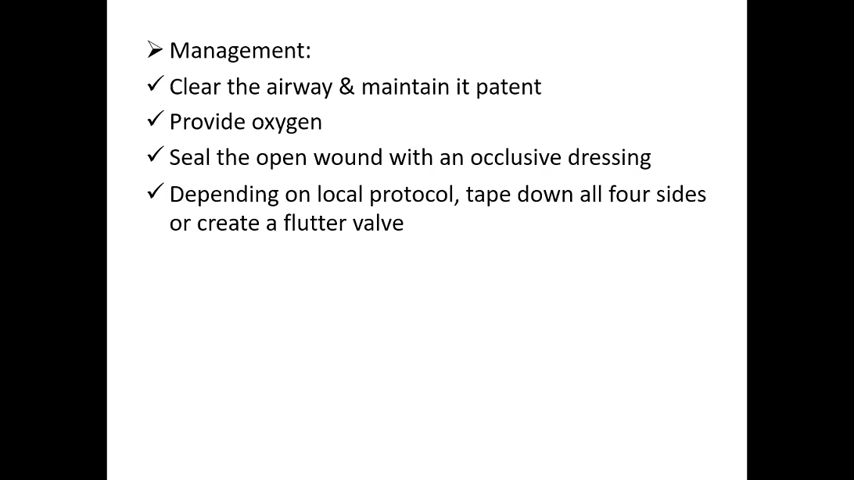 ➢ Management:
✓ Clear the airway & maintain it patent
✓ Provide oxygen
✓ Seal the open wound with an occlusive dressing
✓ Depending on local protocol, tape down all four sides
or create a flutter valve